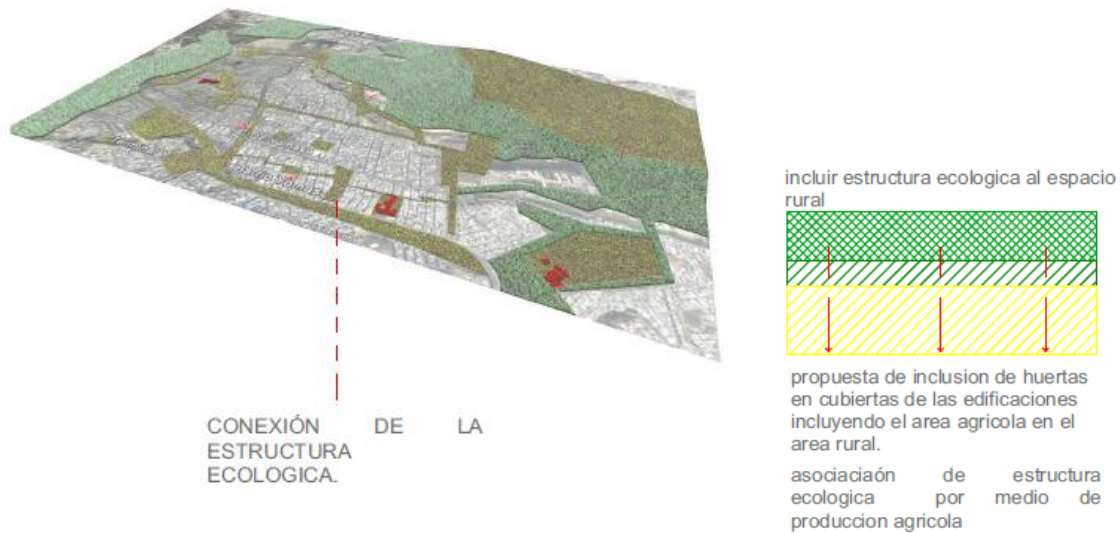 CONEXIÓN DE LA
ESTRUCTURA
ECOLOGICA.
incluir estructura ecologica al espacio
rural
propuesta de inclusion de huertas
en cubiertas de las edificaciones
incluyendo el area agricola en el
area rural.
asociaciaón de estructura
ecologica por medio de
produccion agricola